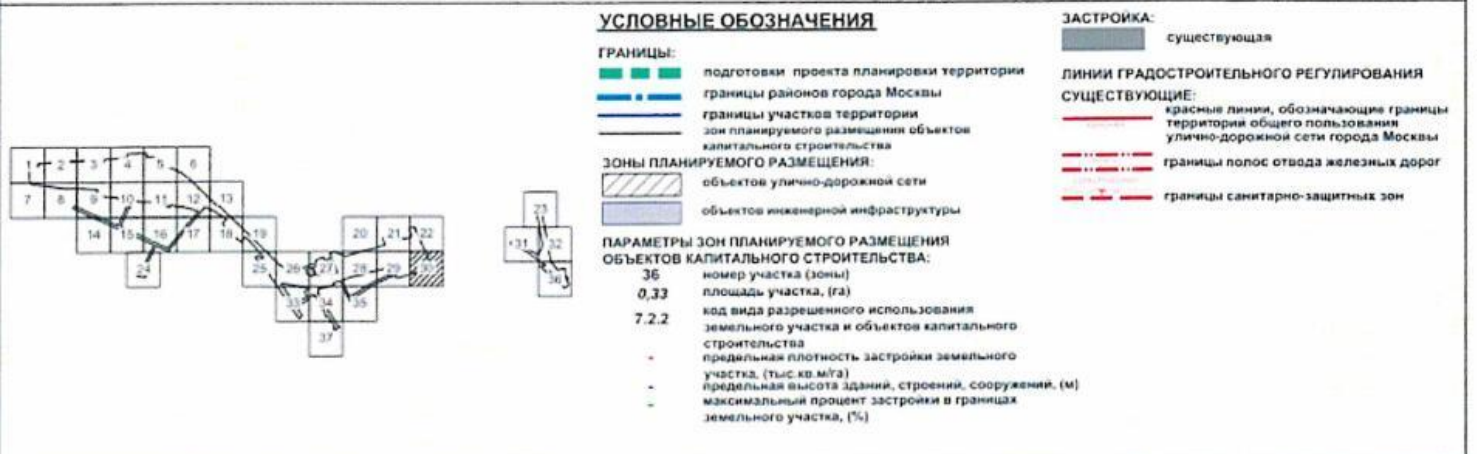 1 2 3 4 5 6
7 8 9 10 11 12 13
14 15 16 17 18 19 20 21 22
24 25 26 27 28 29 30
33 34 35
37
23
31 32
36
УСЛОВНЫЕ ОБОЗНАЧЕНИЯ
ГРАНИЦЫ:
подготовки проекта планировки территории
границы районов города Москвы
границы участков территории
зон планируемого размещения объектов
капитального строительства
ЗОНЫ ПЛАНИРУЕМОГО РАЗМЕЩЕНИЯ:
объектов улично-дорожной сети
объектов инженерной инфраструктуры
ПАРАМЕТРЫ ЗОН ПЛАНИРУЕМОГО РАЗМЕЩЕНИЯ
ОБЪЕКТОВ КАПИТАЛЬНОГО СТРОИТЕЛЬСТВА:
36 номер участка (зоны)
0,33 площадь участка, (га)
7.2.2 код вида разрешенного использования
земельного участка и объектов капитального
строительства
- предельная плотность застройки земельного
участка, (тыс.кв.м/га)
- предельная высота зданий, строений, сооружений, (м)
- максимальный процент застройки в границах
земельного участка, (%)
ЗАСТРОЙКА:
существующая
ЛИНИИ ГРАДОСТРОИТЕЛЬНОГО РЕГУЛИРОВАНИЯ
СУЩЕСТВУЮЩИЕ:
красные линии, обозначающие границы
территорий общего пользования
улично-дорожной сети города Москвы
границы полос отвода железных дорог
границы санитарно-защитных зон